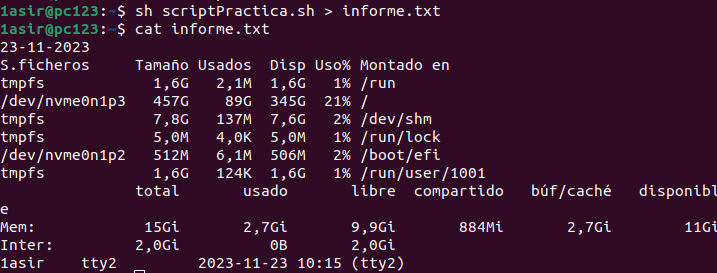 1asir@pc123:~$ sh scriptPractica.sh > informe.txt
1asir@pc123:~$ cat informe.txt
23-11-2023
S.ficheros     Tamaño Usados  Disp Uso% Montado en
tmpfs            1,6G   2,1M  1,6G   1% /run
/dev/nvme0n1p3   457G    89G  345G  21% /
tmpfs            7,8G   137M  7,6G   2% /dev/shm
tmpfs            5,0M   4,0K  5,0M   1% /run/lock
/dev/nvme0n1p2   512M   6,1M  506M   2% /boot/efi
tmpfs            1,6G   124K  1,6G   1% /run/user/1001
               total       usado       libre  compartido   búf/caché   disponibl
e
Mem:            15Gi       2,7Gi       9,9Gi       884Mi       2,7Gi        11Gi
Inter:         2,0Gi          0B       2,0Gi
1asir    tty2         2023-11-23 10:15 (tty2)